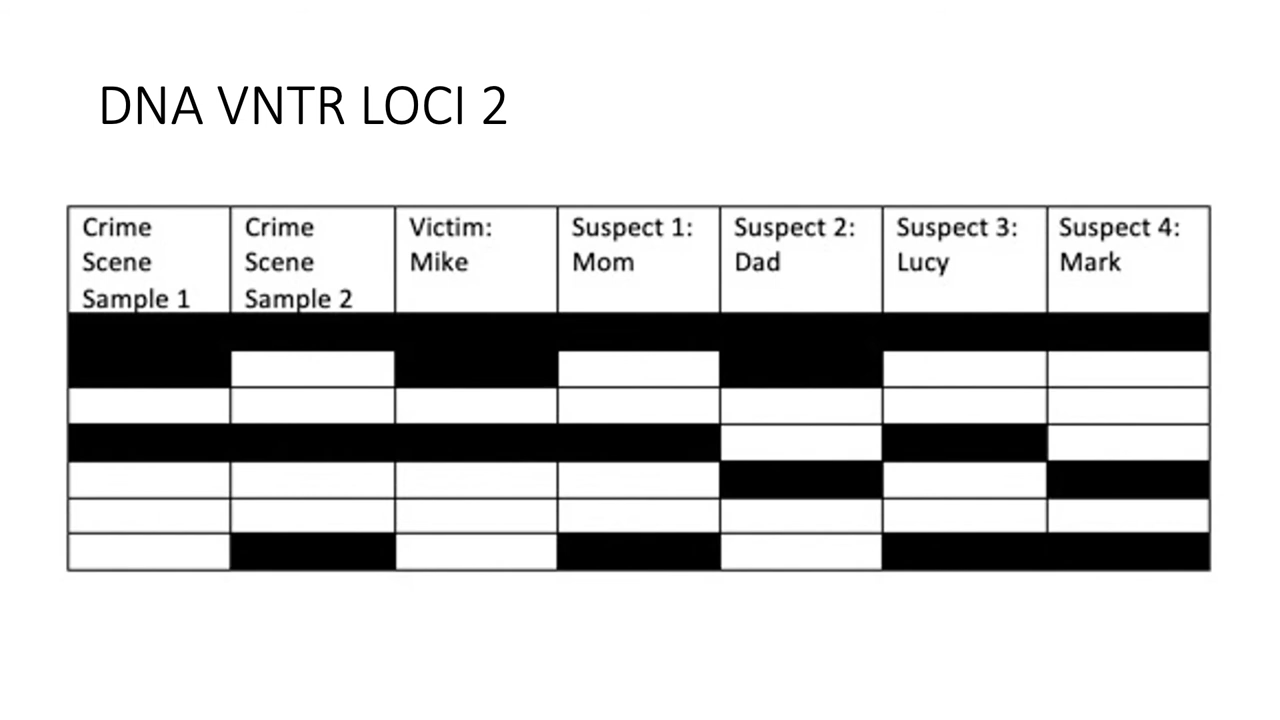 DNA VNTR LOCI 2
Crime
Scene
Sample 1
Crime
Scene
Sample 2
Victim:
Mike
Suspect 1:
Mom
Suspect 2:
Dad
Suspect 3:
Lucy
Suspect 4:
Mark